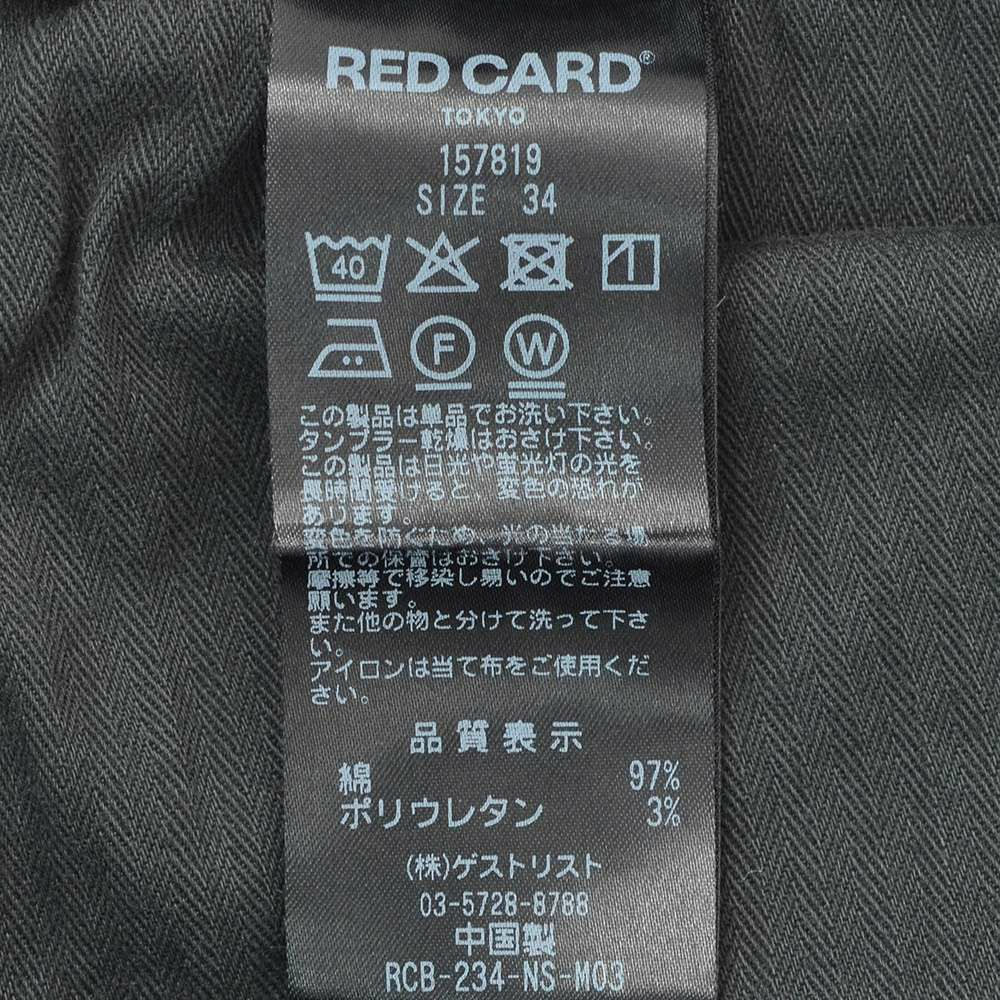 RED CARD®
TOKYO
157819
SIZE 34
40
F
W
この製品は単品でお洗い下さい。
タンブラー乾燥はおさけ下さい。
この製品は日光や蛍光灯の光を
長時間受けると、変色の恐れが
あります。
変色を防ぐため、光の当たる場
所での保管はおさけ下さい。
摩擦等で移染し易いのでご注意
願います。
また他の物と分けて洗って下さ
い。
アイロンは当て布をご使用くだ
さい。
品質表示
綿 97%
ポリウレタン 3%
(株)ゲストリスト
03-5728-8788
中国製
RCB-234-NS-M03